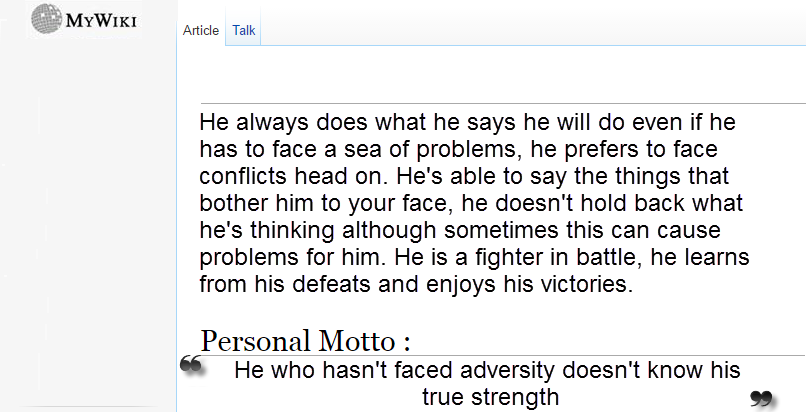 MyWiki
Article Talk
He always does what he says he will do even if he
has to face a sea of problems, he prefers to face
conflicts head on. He's able to say the things that
bother him to your face, he doesn't hold back what
he's thinking although sometimes this can cause
problems for him. He is a fighter in battle, he learns
from his defeats and enjoys his victories.
Personal Motto :
❝ He who hasn't faced adversity doesn't know his
true strength ❞